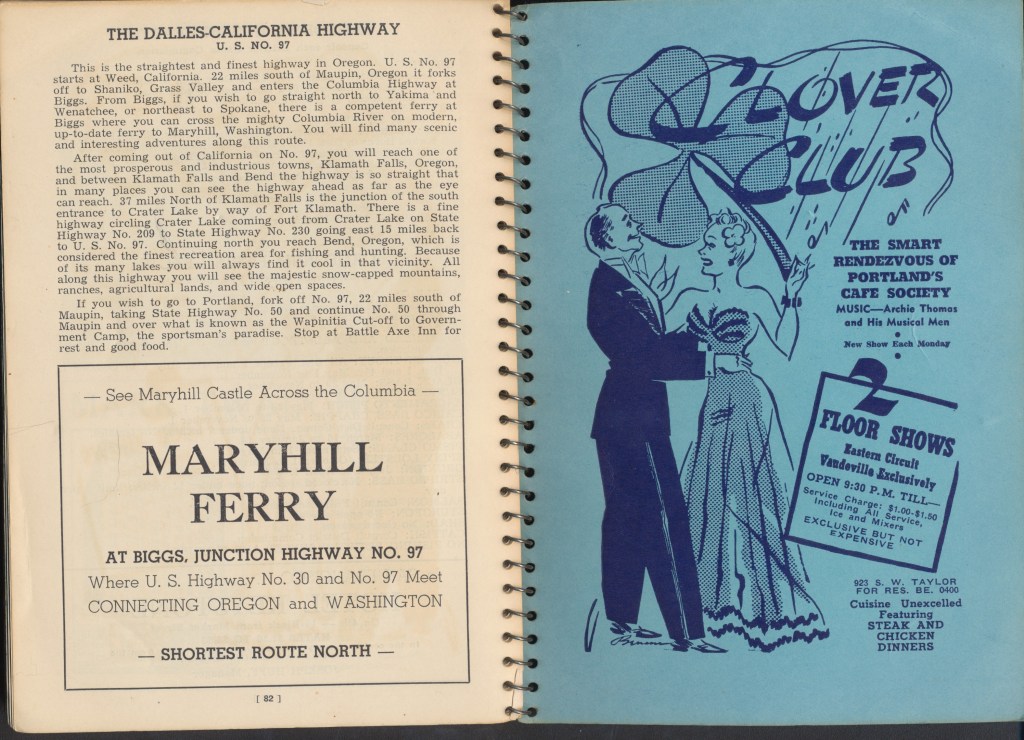 THE DALLES-CALIFORNIA HIGHWAY
U. S. NO. 97
This is the straightest and finest highway in Oregon. U. S. No. 97
starts at Weed, California. 22 miles south of Maupin, Oregon it forks
off to Shaniko, Grass Valley and enters the Columbia Highway at
Biggs. From Biggs, if you wish to go straight north to Yakima and
Wenatchee, or northeast to Spokane, there is a competent ferry at
Biggs where you can cross the mighty Columbia River on modern,
up-to-date ferry to Maryhill, Washington. You will find many scenic
and interesting adventures along this route.
After coming out of California on No. 97, you will reach one of
the most prosperous and industrious towns, Klamath Falls, Oregon,
and between Klamath Falls and Bend the highway is so straight that
in many places you can see the highway ahead as far as the eye
can reach. 37 miles North of Klamath Falls is the junction of the south
entrance to Crater Lake by way of Fort Klamath. There is a fine
highway circling Crater Lake coming out from Crater Lake on State
Highway No. 209 to State Highway No. 230 going east 15 miles back
to U. S. No. 97. Continuing north you reach Bend, Oregon, which is
considered the finest recreation area for fishing and hunting. Because
of its many lakes you will always find it cool in that vicinity. All
along this highway you will see the majestic snow-capped mountains,
ranches, agricultural lands, and wide open spaces.
If you wish to go to Portland, fork off No. 97, 22 miles south of
Maupin, taking State Highway No. 50 and continue No. 50 through
Maupin and over what is known as the Wapinitia Cut-off to Govern-
ment Camp, the sportsman's paradise. Stop at Battle Axe Inn for
rest and good food.
— See Maryhill Castle Across the Columbia —
MARYHILL
FERRY
AT BIGGS, JUNCTION HIGHWAY NO. 97
Where U. S. Highway No. 30 and No. 97 Meet
CONNECTING OREGON and WASHINGTON
— SHORTEST ROUTE NORTH —
[ 82 ]
CLOVER
CLUB
THE SMART
RENDEZVOUS OF
PORTLAND'S
CAFE SOCIETY
MUSIC—Archie Thomas
and His Musical Men
•
New Show Each Monday
•
2
FLOOR SHOWS
Eastern Circuit
Vaudeville Exclusively
OPEN 9:30 P.M. TILL—
Service Charge: $1.00-$1.50
Including All Service,
Ice and Mixers
EXCLUSIVE BUT NOT
EXPENSIVE
923 S. W. TAYLOR
FOR RES. BE. 0400
Cuisine Unexcelled
Featuring
STEAK AND
CHICKEN
DINNERS